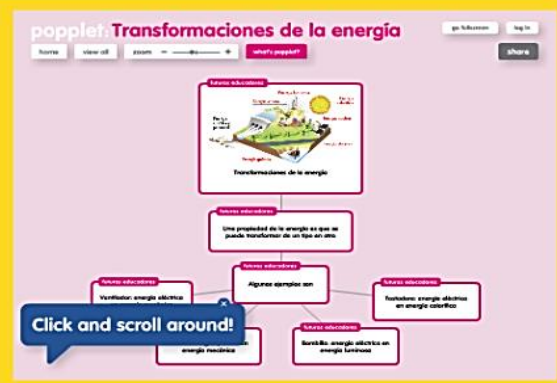 popplet: Transformaciones de la energía
go fullscreen log in
home view all zoom - + what's popplet?
share
futuros educadores
Transformaciones de la energía
futuros educadores
Una propiedad de la energía es que se
puede transformar de un tipo en otro
futuros educadores
Algunos ejemplos son
futuros educadores
Ventilador: energía eléctrica
futuros educadores
Tostadora: energía eléctrica
en energía calorífica
Click and scroll around!
energía mecánica
futuros educadores
Bombilla: energía eléctrica en
energía luminosa